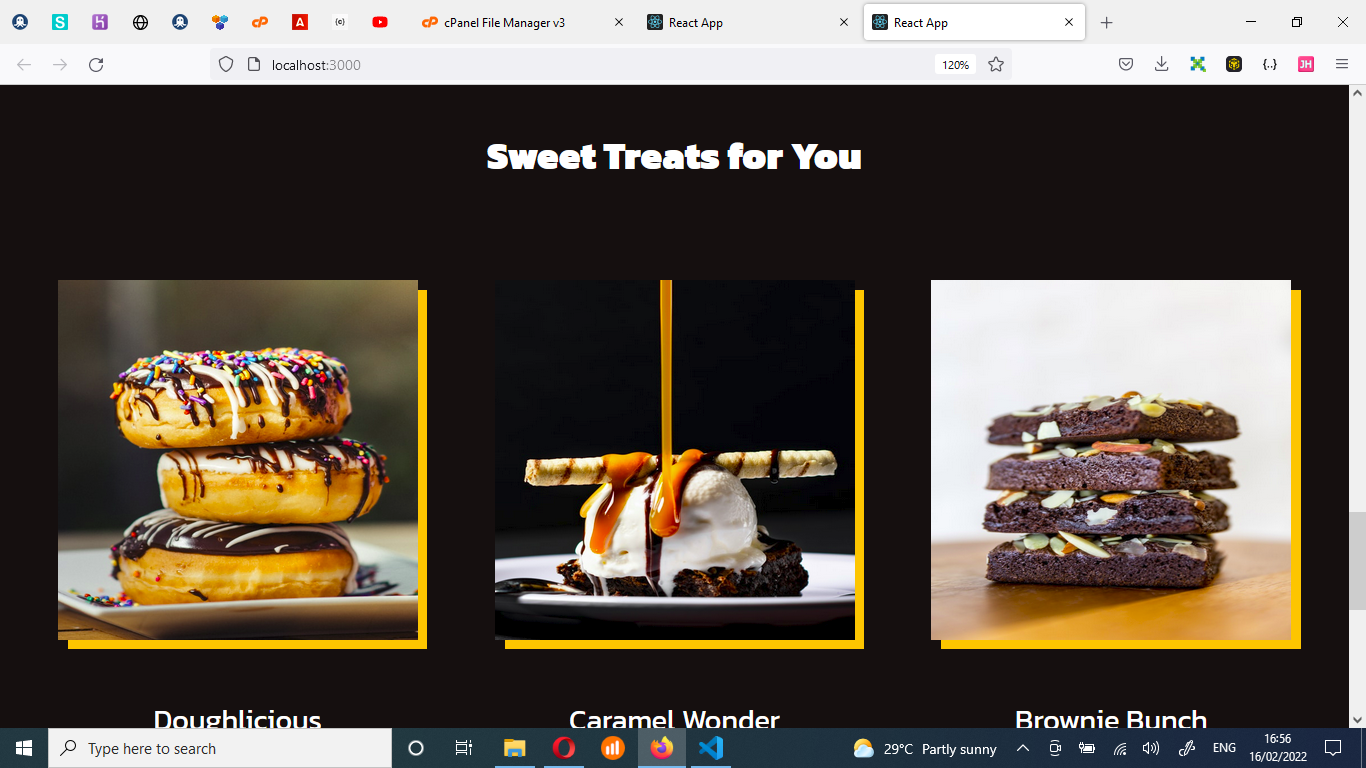 cPanel File Manager v3
React App
React App
localhost:3000
120%
JH
Sweet Treats for You
Doughlicious
Caramel Wonder
Brownie Bunch
Type here to search
29°C Partly sunny
ENG
16:56
16/02/2022